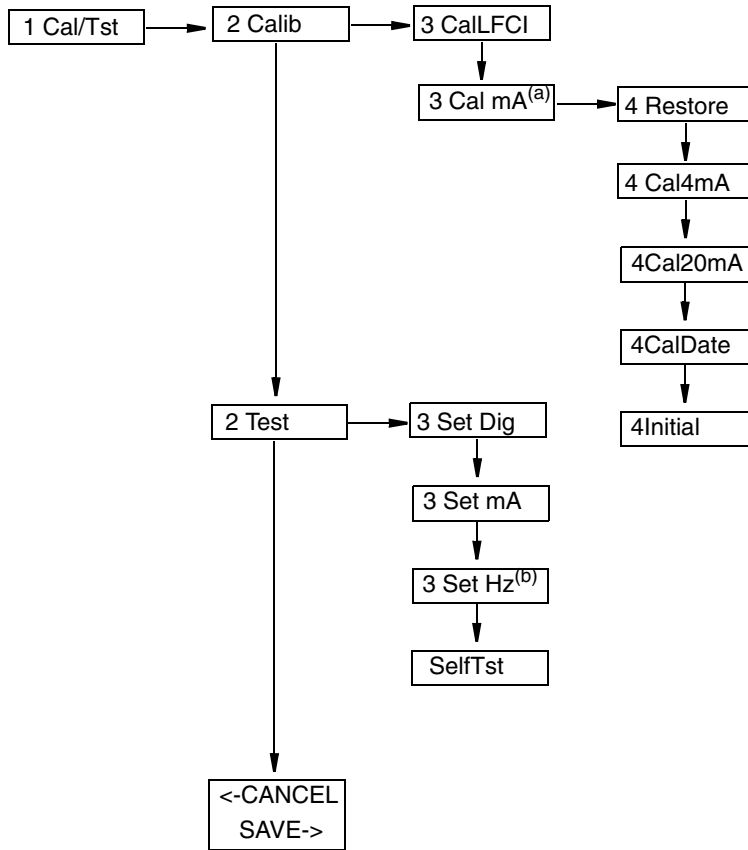 1 Cal/Tst
2 Calib
3 CalLFCI
3 Cal mA(a)
4 Restore
4 Cal4mA
4Cal20mA
4CalDate
4Initial
2 Test
3 Set Dig
3 Set mA
3 Set Hz(b)
SelfTst
<-CANCEL
SAVE->